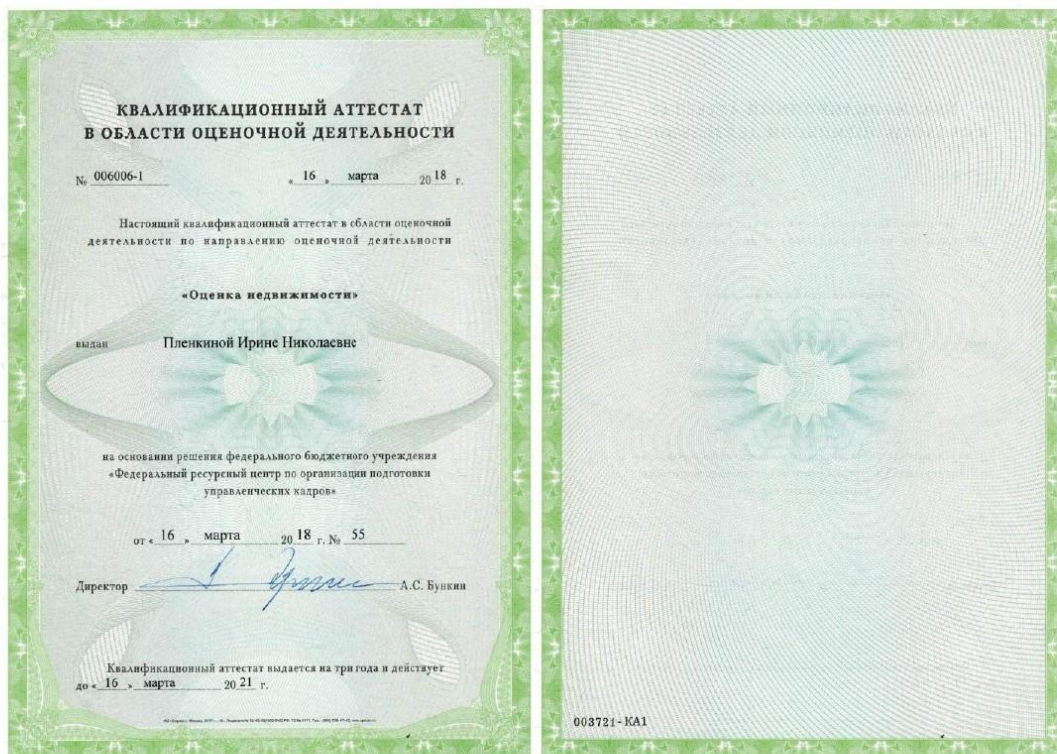 КВАЛИФИКАЦИОННЫЙ АТТЕСТАТ
В ОБЛАСТИ ОЦЕНОЧНОЙ ДЕЯТЕЛЬНОСТИ
№ 006006-1 « 16 » марта 20 18 г.
Настоящий квалификационный аттестат в области оценочной
деятельности по направлению оценочной деятельности
«Оценка недвижимости»
выдан Пленкиной Ирине Николаевне
на основании решения федерального бюджетного учреждения
«Федеральный ресурсный центр по организации подготовки
управленческих кадров»
от « 16 » марта 20 18 г. № 55
Директор А.С. Бункин
Квалификационный аттестат выдается на три года и действует
до « 16 » марта 20 21 г.
003721-КА1